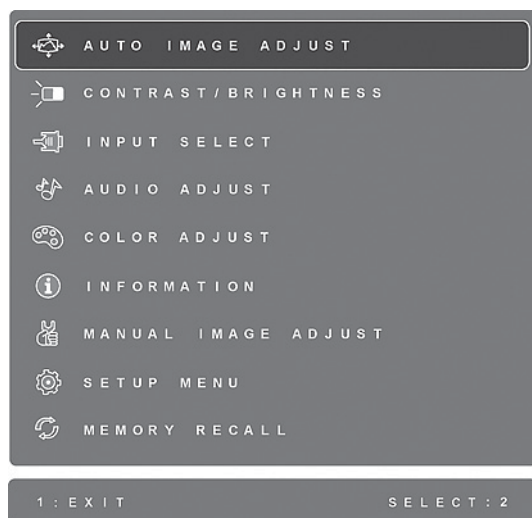 AUTO IMAGE ADJUST
CONTRAST/BRIGHTNESS
INPUT SELECT
AUDIO ADJUST
COLOR ADJUST
INFORMATION
MANUAL IMAGE ADJUST
SETUP MENU
MEMORY RECALL
1:EXIT SELECT:2